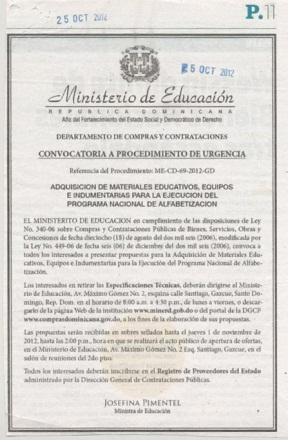 25 OCT 2012
P.11
25 OCT 2012
Ministerio de Educación
REPUBLICA DOMINICANA
Año del Fortalecimiento del Estado Social y Democrático de Derecho
DEPARTAMENTO DE COMPRAS Y CONTRATACIONES
CONVOCATORIA A PROCEDIMIENTO DE URGENCIA
Referencia del Procedimiento: ME-CD-69-2012-GD
ADQUISICION DE MATERIALES EDUCATIVOS, EQUIPOS
E INDUMENTARIAS PARA LA EJECUCION DEL
PROGRAMA NACIONAL DE ALFABETIZACION
EL MINISTERITO DE EDUCACION en cumplimiento de las disposiciones de Ley
No. 340-06 sobre Compras y Contrataciones Públicas de Bienes, Servicios, Obras y
Concesiones de fecha dieciocho (18) de agosto del dos mil seis (2006), modificada por
la Ley No. 449-06 de fecha seis (06) de diciembre del dos mil seis (2006), convoca a
todos los interesados a presentar propuestas para la Adquisición de Materiales Edu-
cativos, Equipos e Indumentarias para la Ejecución del Programa Nacional de Alfabe-
tización.
Los interesados en retirar las Especificaciones Técnicas, deberán dirigirse al Ministe-
rio de Educación, Av. Máximo Gómez No. 2, esquina calle Santiago, Gazcue, Santo Do-
mingo, Rep. Dom. en el horario de 8:00 a.m. a 4:30 p.m., de lunes a viernes, o descar-
garlo de la página Web de la institución www.minerd.gob.do o del portal de la DGCP
www.comprasdominicana.gov.do, a los fines de la elaboración de sus propuestas.
Las propuestas serán recibidas en sobres sellados hasta el jueves 1 de noviembre de
2012, hasta las 2:00 p.m., hora en que se realizará el acto público de apertura de ofertas,
en el Ministerio de Educación, Av. Máximo Gómez No. 2 Esq. Santiago, Gazcue, en el
salón de reuniones del 2do piso.
Todos los interesados deberán inscribirse en el Registro de Proveedores del Estado
administrado por la Dirección General de Contrataciones Públicas.
JOSEFINA PIMENTEL
Ministra de Educación